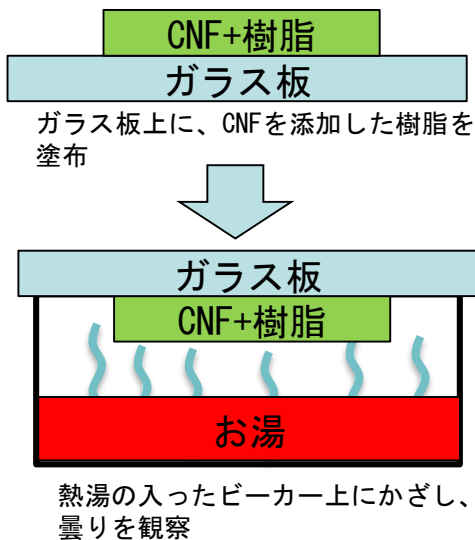 CNF+樹脂
ガラス板
ガラス板上に、CNFを添加した樹脂を
塗布
ガラス板
CNF+樹脂
お湯
熱湯の入ったビーカー上にかざし、
曇りを観察